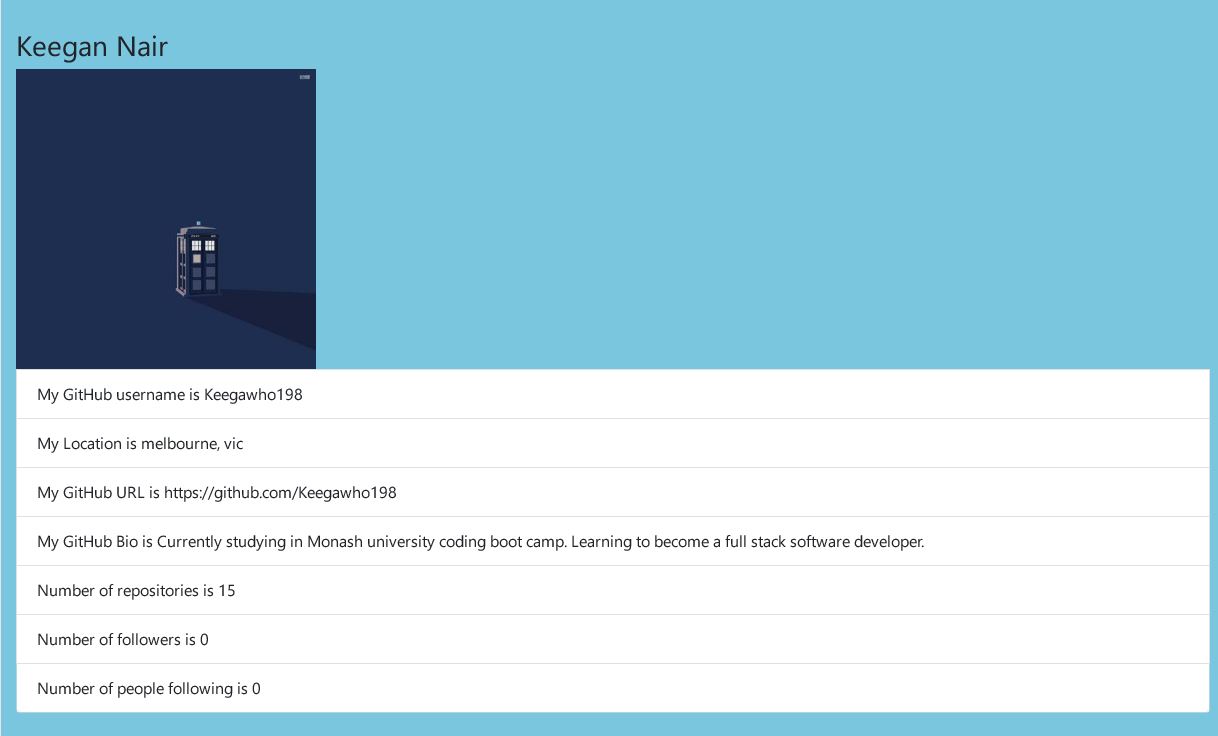 Keegan Nair
My GitHub username is Keegawho198
My Location is melbourne, vic
My GitHub URL is https://github.com/Keegawho198
My GitHub Bio is Currently studying in Monash university coding boot camp. Learning to become a full stack software developer.
Number of repositories is 15
Number of followers is 0
Number of people following is 0